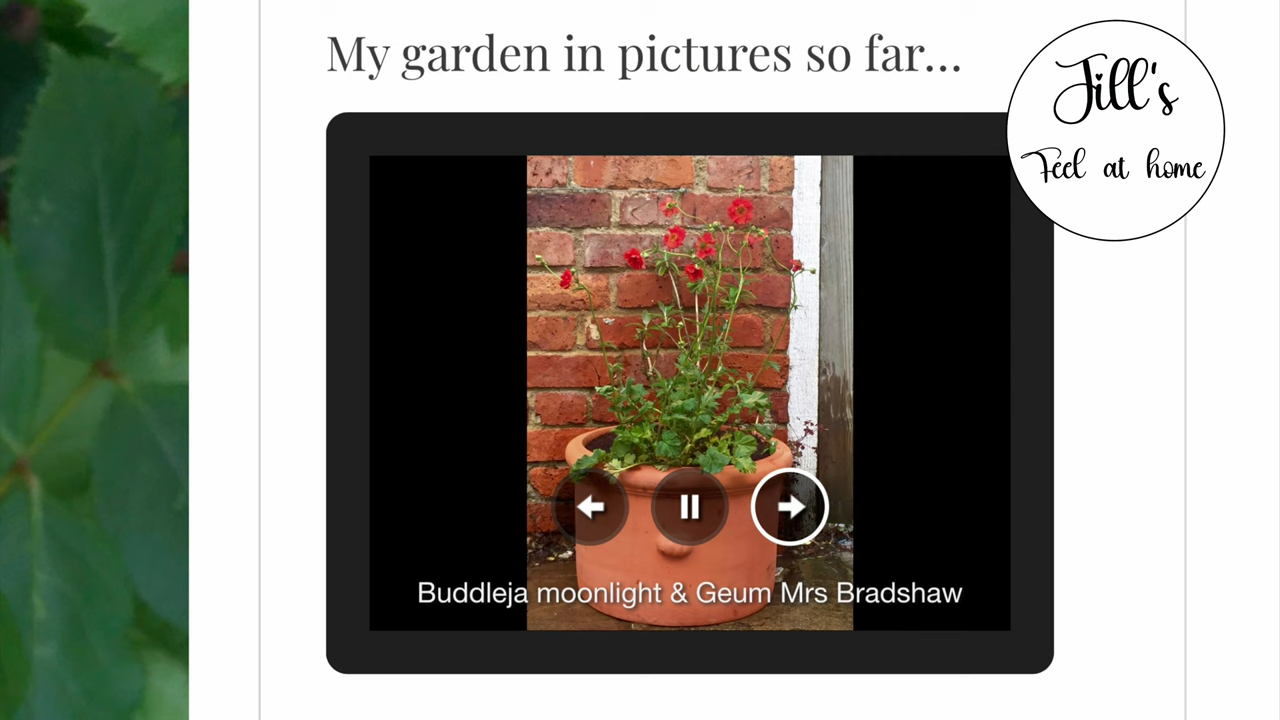 My garden in pictures so far...
Jill's
Feel at home
Buddleja moonlight & Geum Mrs Bradshaw